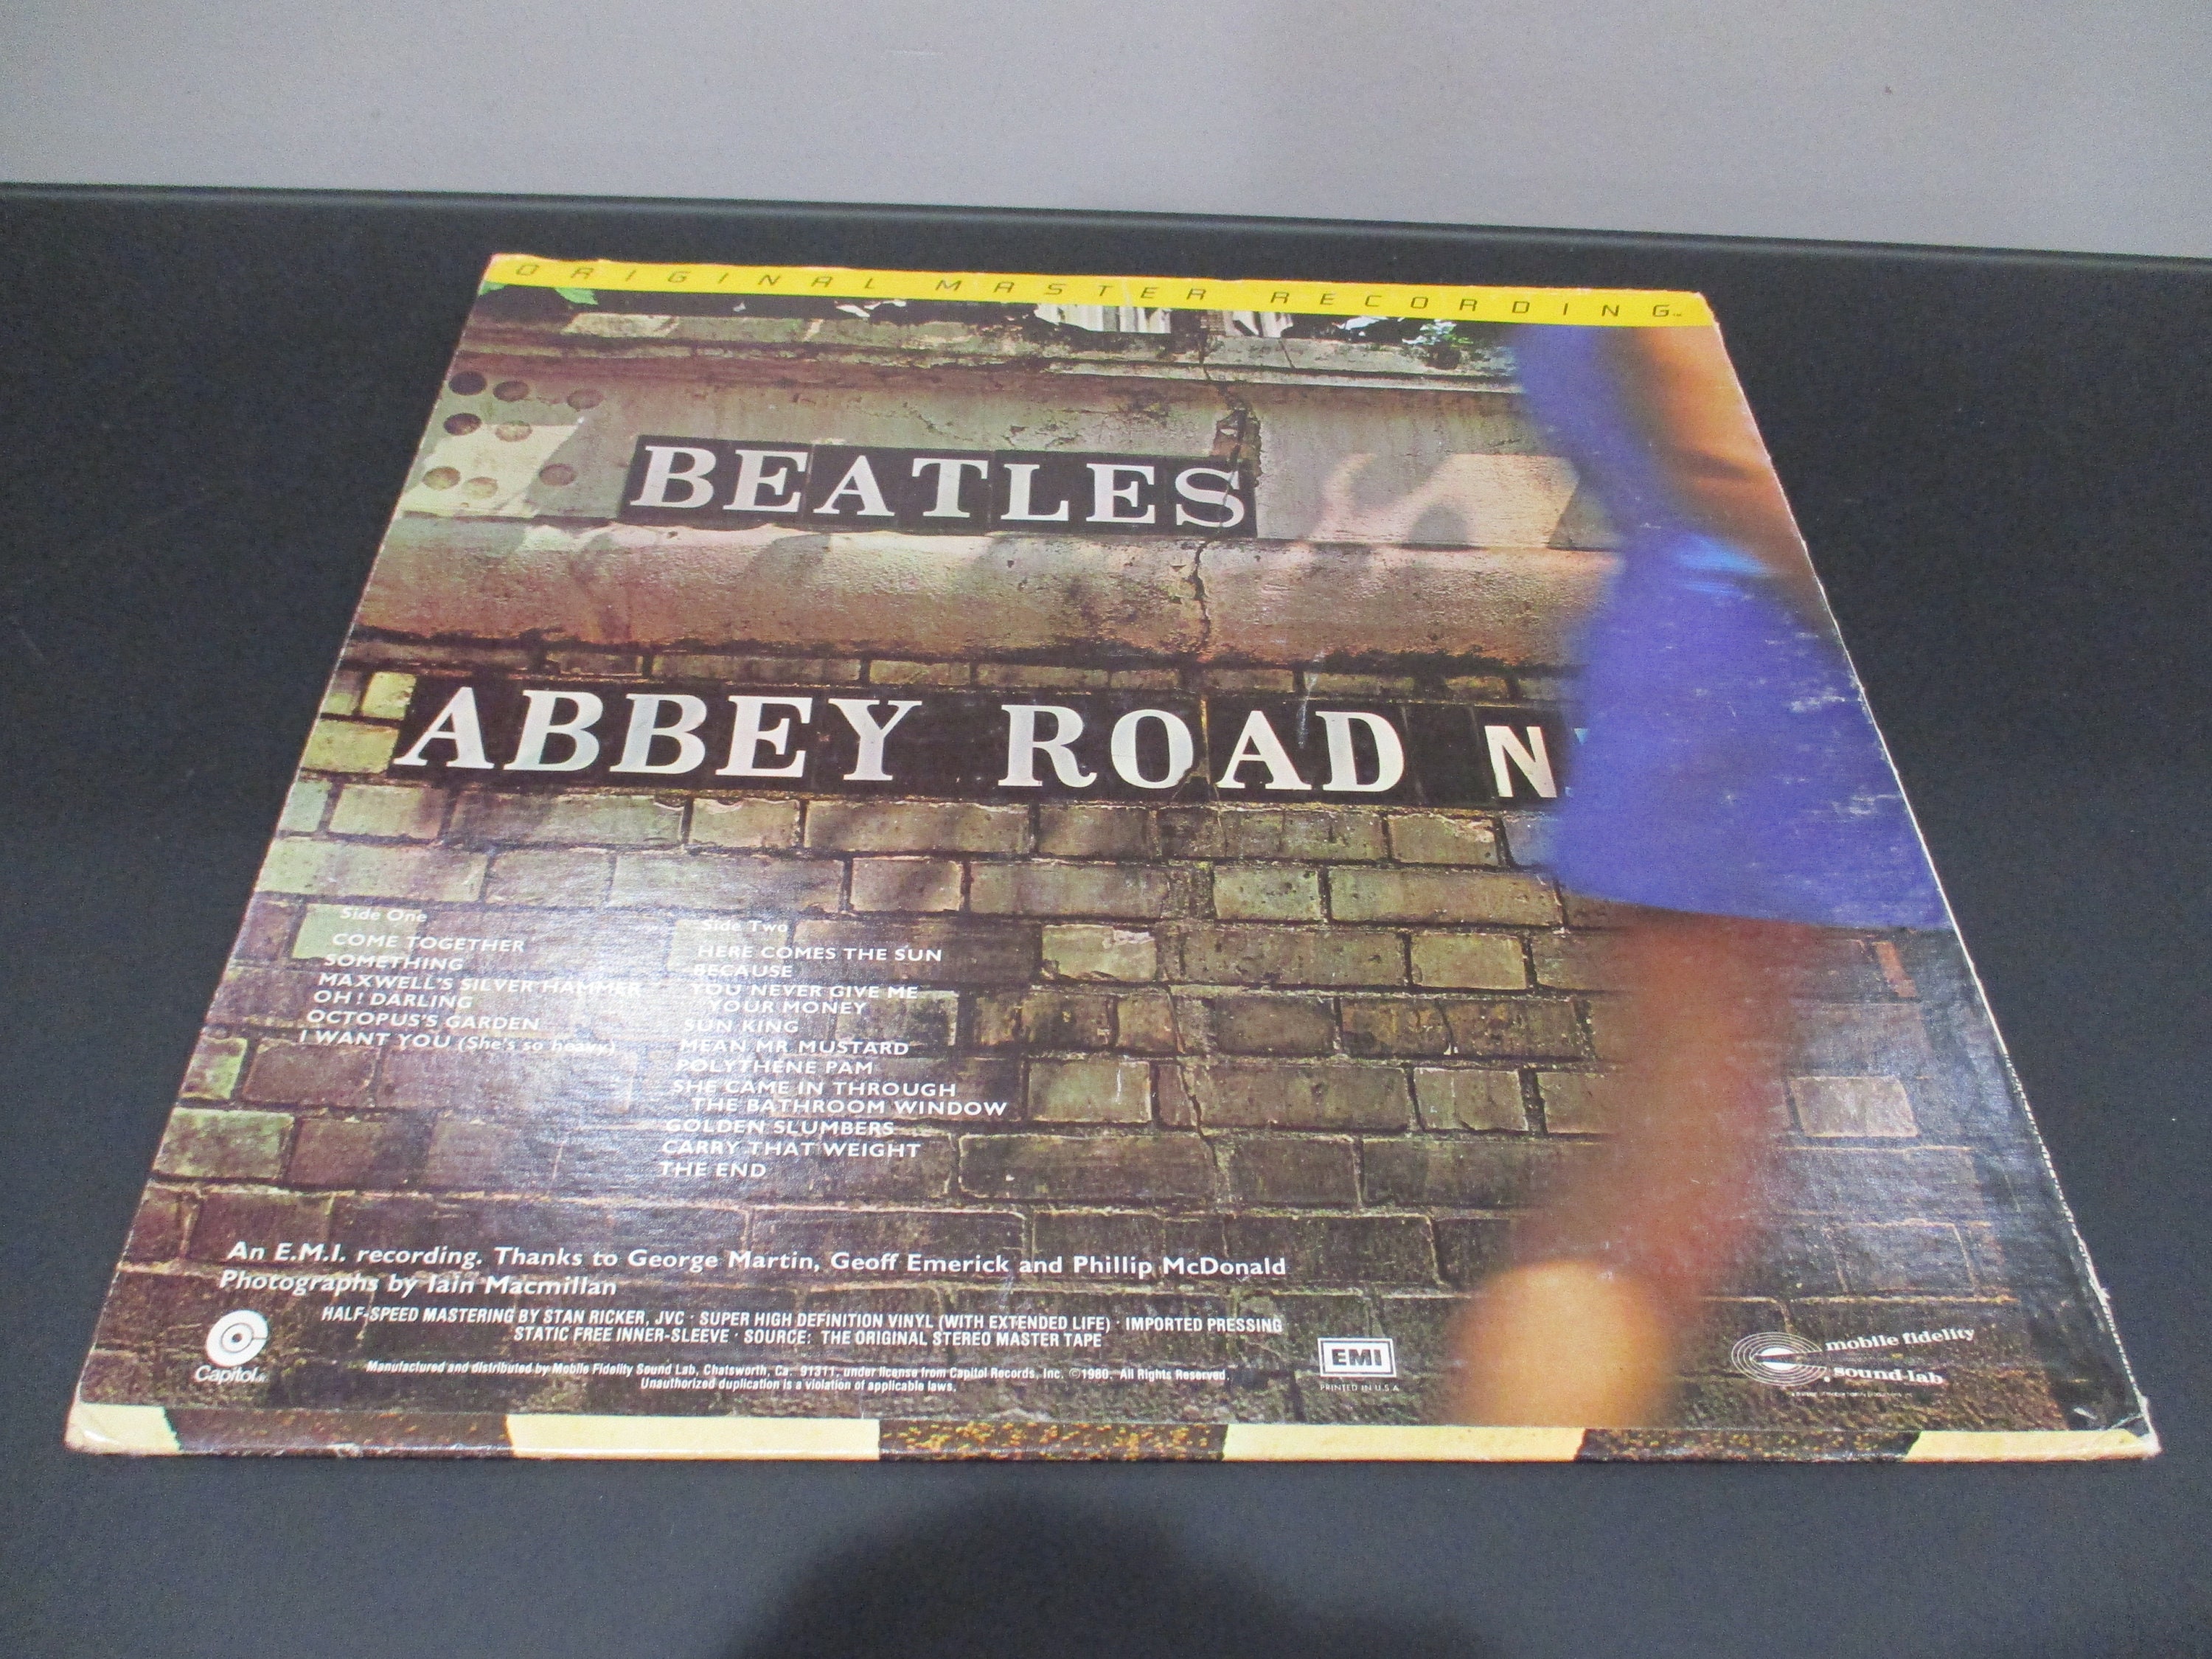 ORIGINAL MASTER RECORDING™
BEATLES
ABBEY ROAD N
Side One
COME TOGETHER
SOMETHING
MAXWELL'S SILVER HAMMER
OH! DARLING
OCTOPUS'S GARDEN
I WANT YOU (She's so heavy)
Side Two
HERE COMES THE SUN
BECAUSE
YOU NEVER GIVE ME
YOUR MONEY
SUN KING
MEAN MR MUSTARD
POLYTHENE PAM
SHE CAME IN THROUGH
THE BATHROOM WINDOW
GOLDEN SLUMBERS
CARRY THAT WEIGHT
THE END
An E.M.I. recording. Thanks to George Martin, Geoff Emerick and Phillip McDonald
Photographs by Iain Macmillan
HALF-SPEED MASTERING BY STAN RICKER, JVC · SUPER HIGH DEFINITION VINYL (WITH EXTENDED LIFE) · IMPORTED PRESSING
STATIC FREE INNER-SLEEVE · SOURCE: THE ORIGINAL STEREO MASTER TAPE
Manufactured and distributed by Mobile Fidelity Sound Lab, Chatsworth, Ca. 91311, under license from Capitol Records, Inc. ©1980, All Rights Reserved.
Unauthorized duplication is a violation of applicable laws.
Capitol
EMI
PRINTED IN U.S.A.
mobile fidelity
sound lab